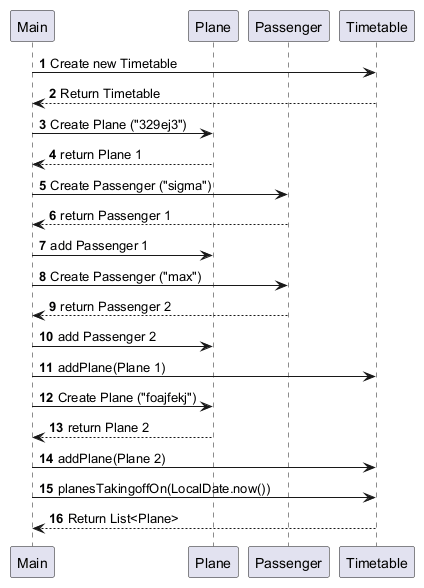 Main Plane Passenger Timetable
1 Create new Timetable
2 Return Timetable
3 Create Plane ("329ej3")
4 return Plane 1
5 Create Passenger ("sigma")
6 return Passenger 1
7 add Passenger 1
8 Create Passenger ("max")
9 return Passenger 2
10 add Passenger 2
11 addPlane(Plane 1)
12 Create Plane ("foajfekj")
13 return Plane 2
14 addPlane(Plane 2)
15 planesTakingoffOn(LocalDate.now())
16 Return List<Plane>
Main Plane Passenger Timetable